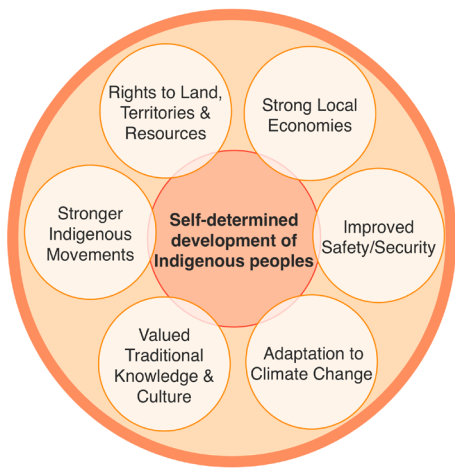 Rights to Land,
Territories &
Resources
Strong Local
Economies
Stronger
Indigenous
Movements
Self-determined
development of
Indigenous peoples
Improved
Safety/Security
Valued
Traditional
Knowledge &
Culture
Adaptation to
Climate Change